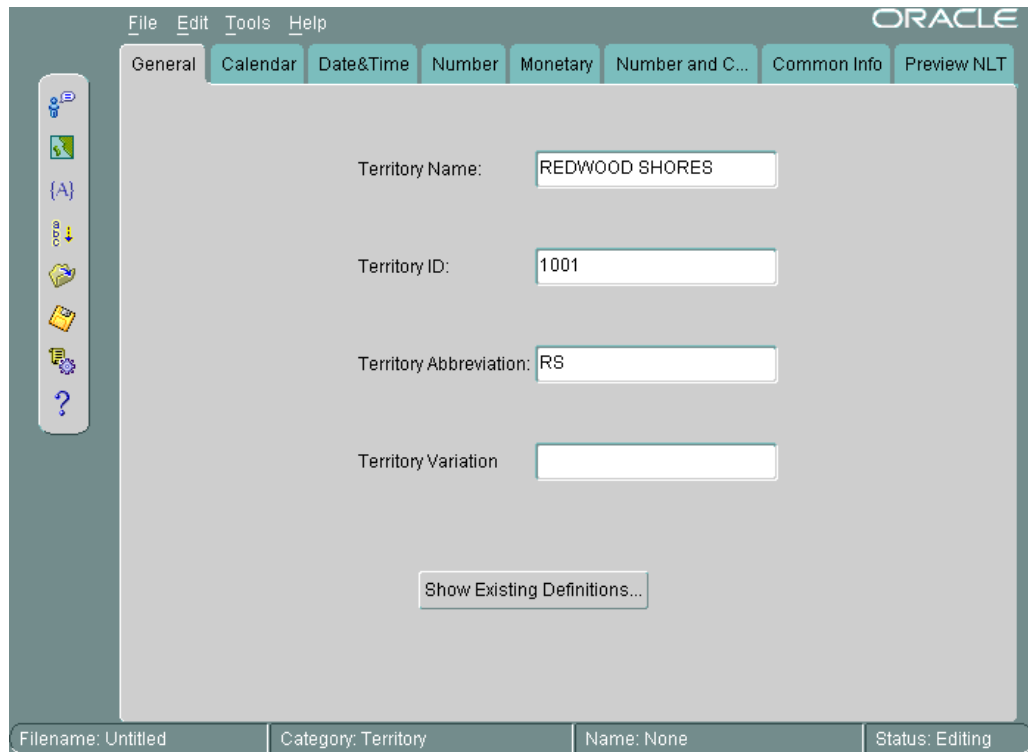 File Edit Tools Help
ORACLE
General Calendar Date&Time Number Monetary Number and C... Common Info Preview NLT
{A}
a
b
c
?
Territory Name: REDWOOD SHORES
Territory ID: 1001
Territory Abbreviation: RS
Territory Variation
Show Existing Definitions...
Filename: Untitled Category: Territory Name: None Status: Editing